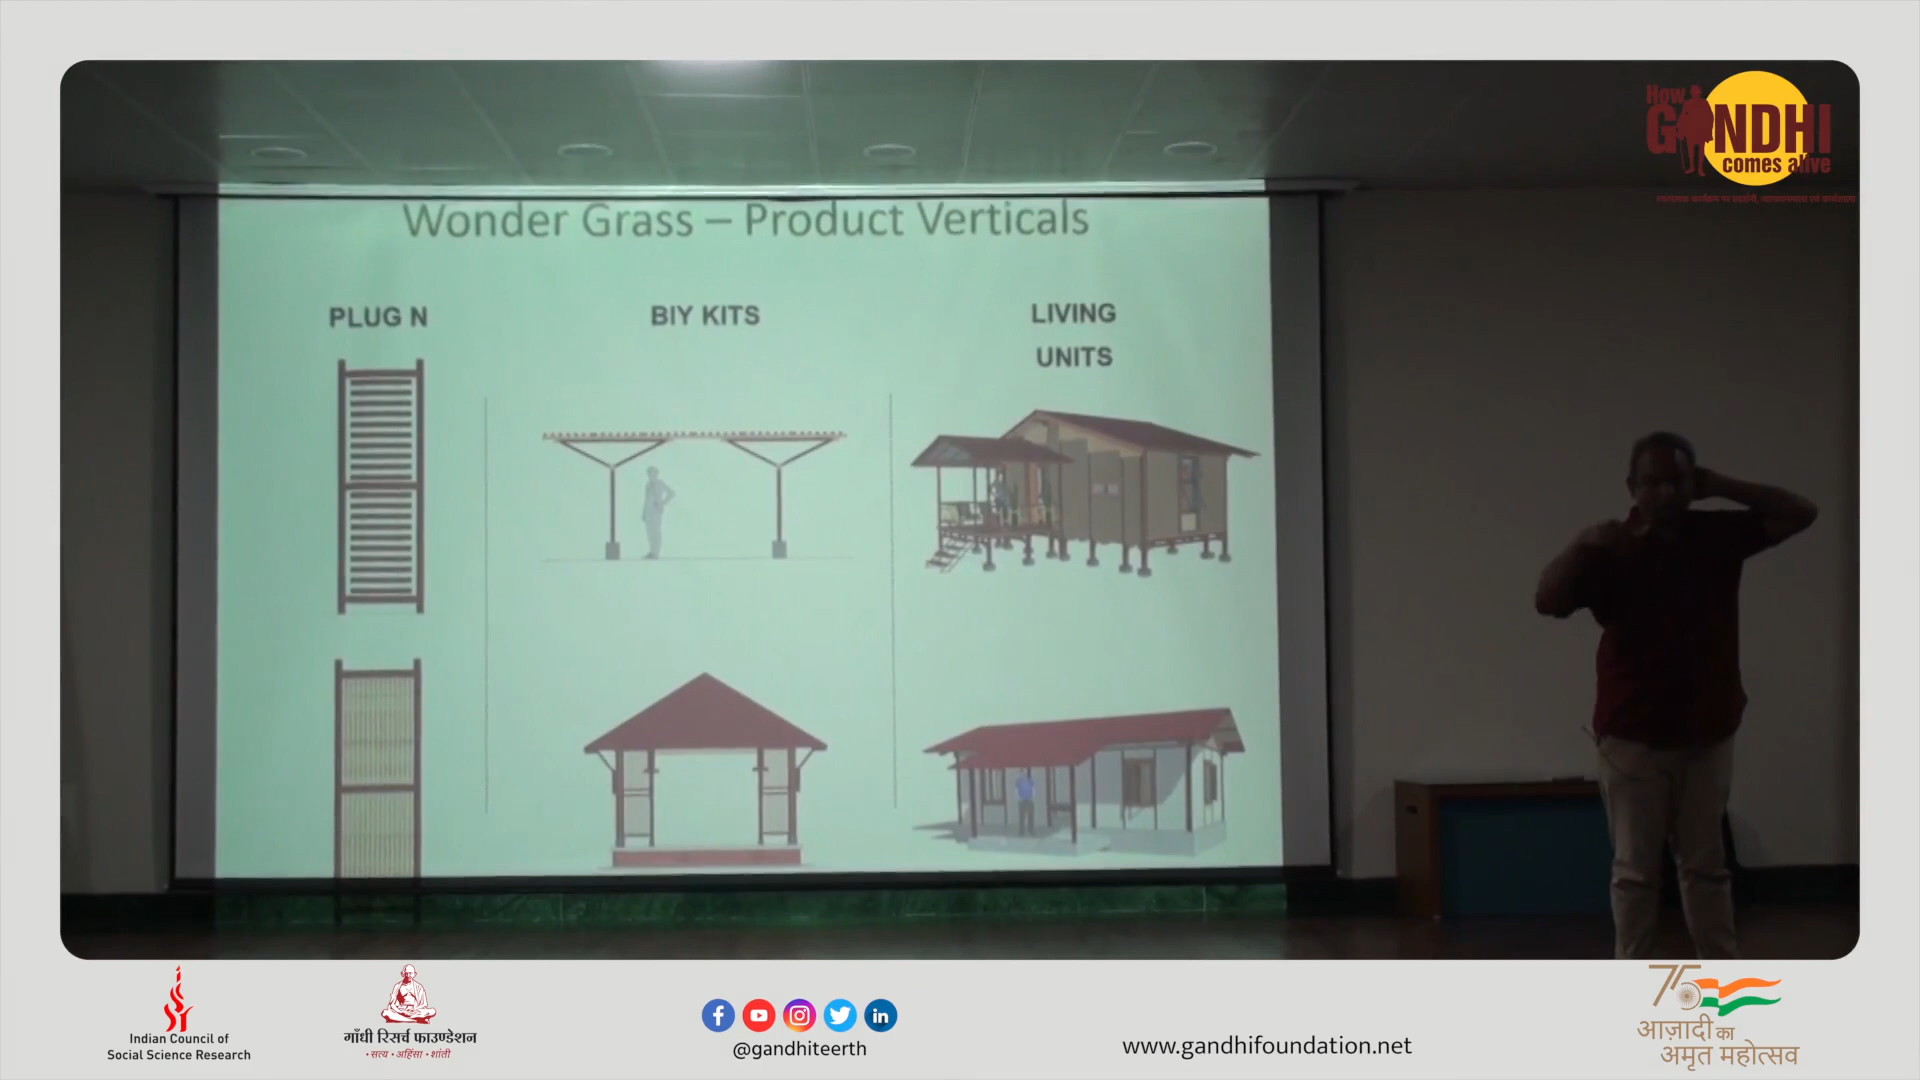 How
GANDHI
comes alive
Wonder Grass – Product Verticals
PLUG N
BIY KITS
LIVING
UNITS
Indian Council of
Social Science Research
गाँधी रिसर्च फाउण्डेशन
• सत्य • अहिंसा • शांती
@gandhiteerth
www.gandhifoundation.net
75
आज़ादी का
अमृत महोत्सव